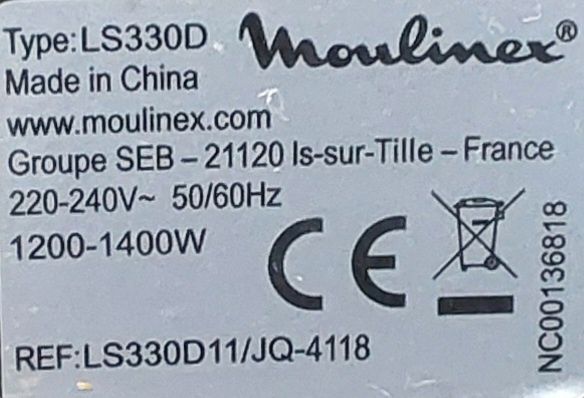 Type:LS330D Moulinex®
Made in China
www.moulinex.com
Groupe SEB – 21120 Is-sur-Tille – France
220-240V~ 50/60Hz
1200-1400W
CE
REF:LS330D11/JQ-4118
NC00136818